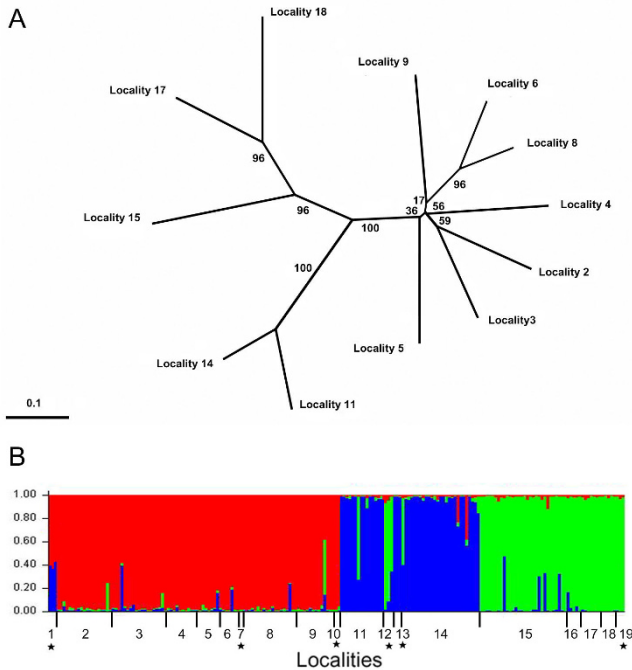 A
Locality 18
Locality 9
Locality 6
Locality 17
Locality 8
96
17
96
Locality 4
56
36
59
96
100
Locality 15
Locality 2
100
Locality3
Locality 5
Locality 14
0.1
Locality 11
B
1.00
0.80
0.60
0.40
0.20
0.00
1 2 3 4 5 6 7 8 9 10 11 12 13 14 15 16 17 18 19
★ ★ ★ ★ ★ ★
Localities